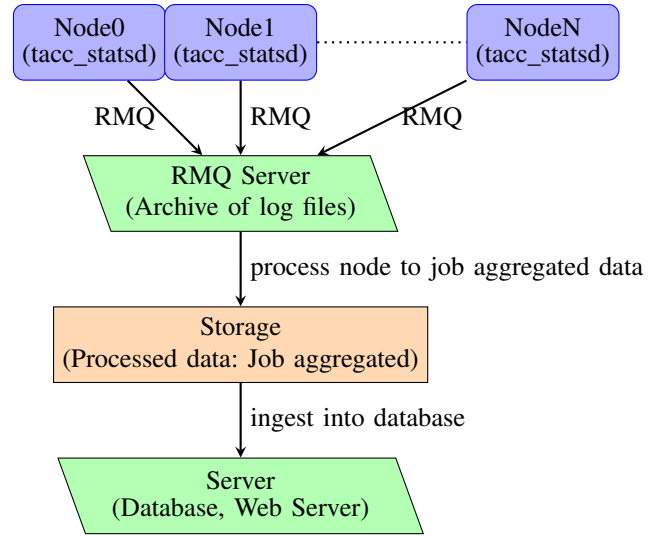 Node0
(tacc_statsd)
Node1
(tacc_statsd)
NodeN
(tacc_statsd)
RMQ
RMQ
RMQ
RMQ Server
(Archive of log files)
process node to job aggregated data
Storage
(Processed data: Job aggregated)
ingest into database
Server
(Database, Web Server)